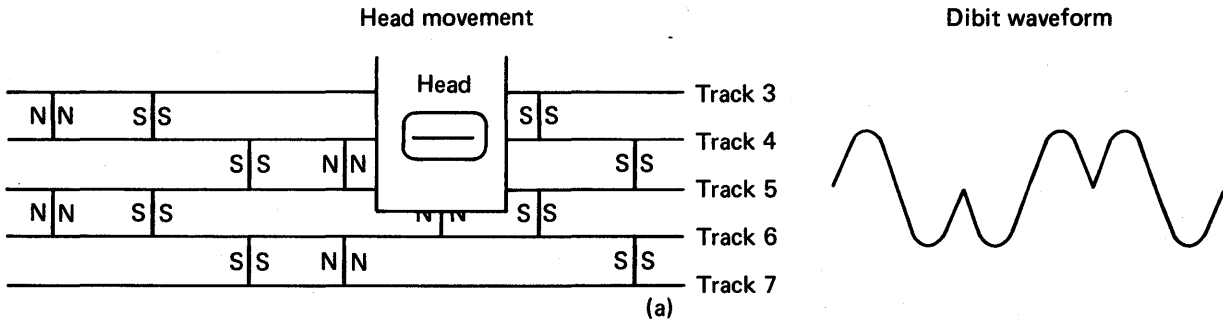 Head movement
Dibit waveform
Head
Track 3
N N S S S S
Track 4
S S N N S S
Track 5
N N S S N N S S
Track 6
S S N N S S
Track 7
(a)